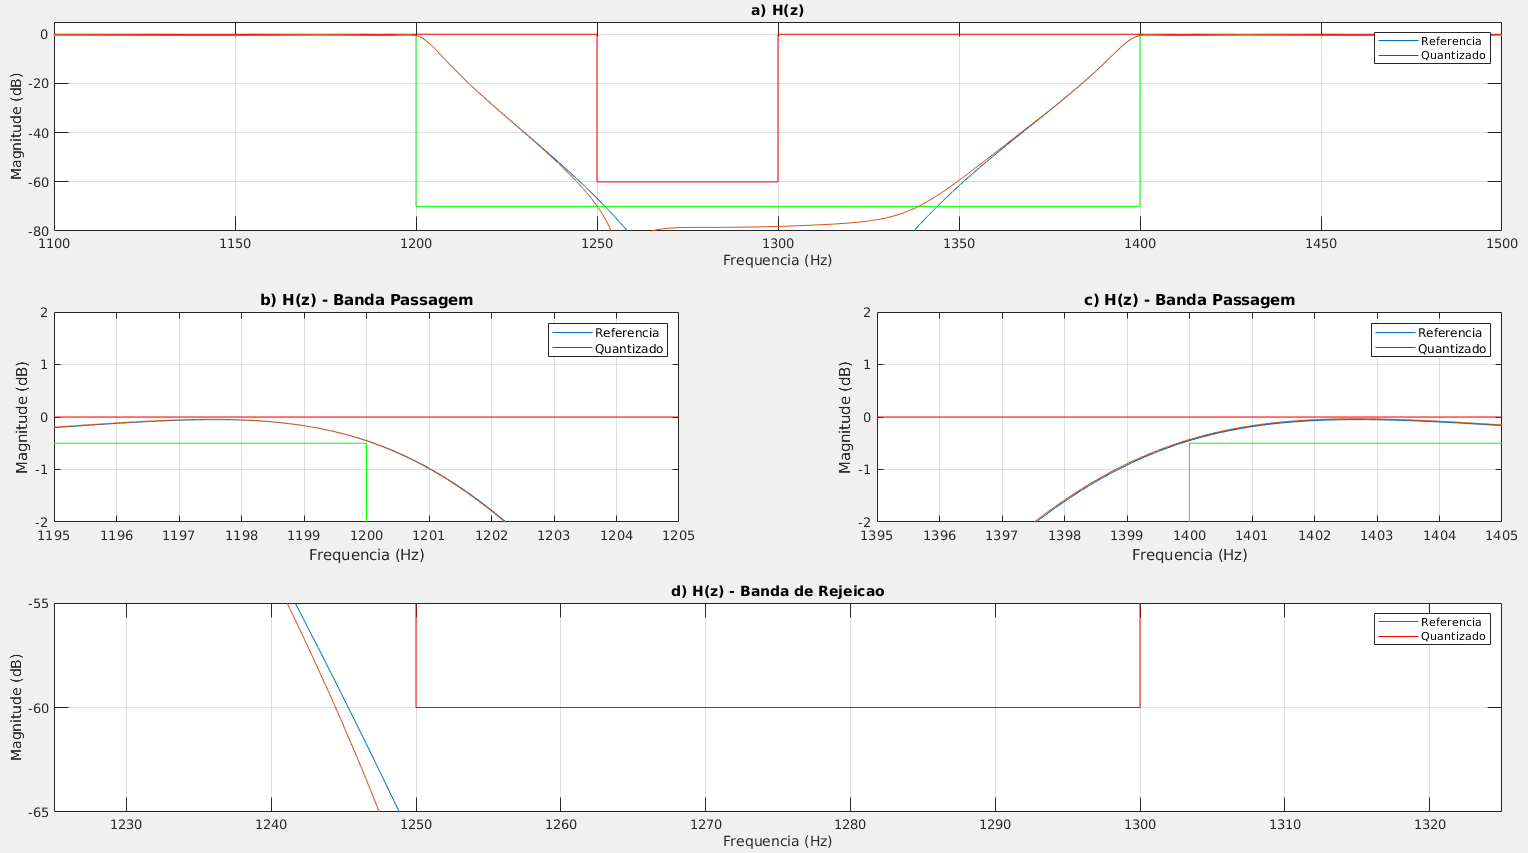 a) H(z)
Magnitude (dB)
0
-20
-40
-60
-80
Referencia
Quantizado
1100
1150
1200
1250
1300
1350
1400
1450
1500
Frequencia (Hz)
b) H(z) - Banda Passagem
Magnitude (dB)
2
1
0
-1
-2
Referencia
Quantizado
1195
1196
1197
1198
1199
1200
1201
1202
1203
1204
1205
Frequencia (Hz)
c) H(z) - Banda Passagem
Magnitude (dB)
2
1
0
-1
-2
Referencia
Quantizado
1395
1396
1397
1398
1399
1400
1401
1402
1403
1404
1405
Frequencia (Hz)
d) H(z) - Banda de Rejeicao
Magnitude (dB)
-55
-60
-65
Referencia
Quantizado
1230
1240
1250
1260
1270
1280
1290
1300
1310
1320
Frequencia (Hz)